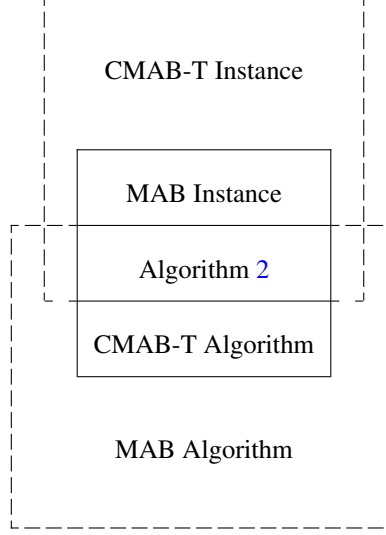 CMAB-T Instance
MAB Instance
Algorithm 2
CMAB-T Algorithm
MAB Algorithm